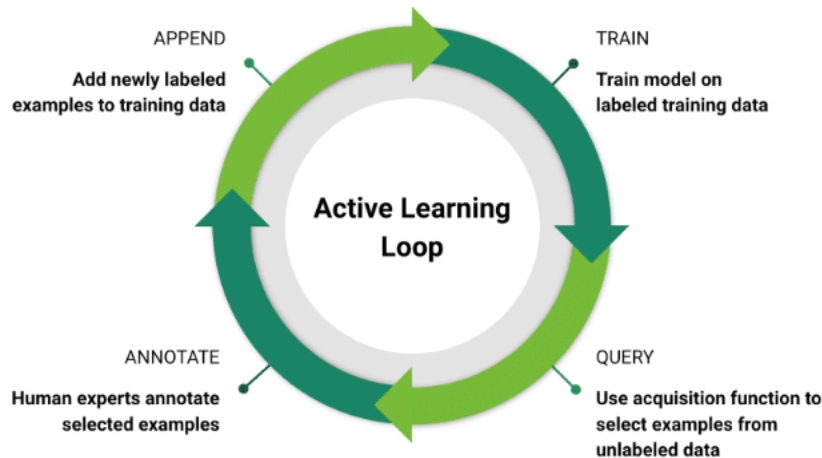 APPEND
Add newly labeled
examples to training data
TRAIN
Train model on
labeled training data
Active Learning
Loop
ANNOTATE
Human experts annotate
selected examples
QUERY
Use acquisition function to
select examples from
unlabeled data